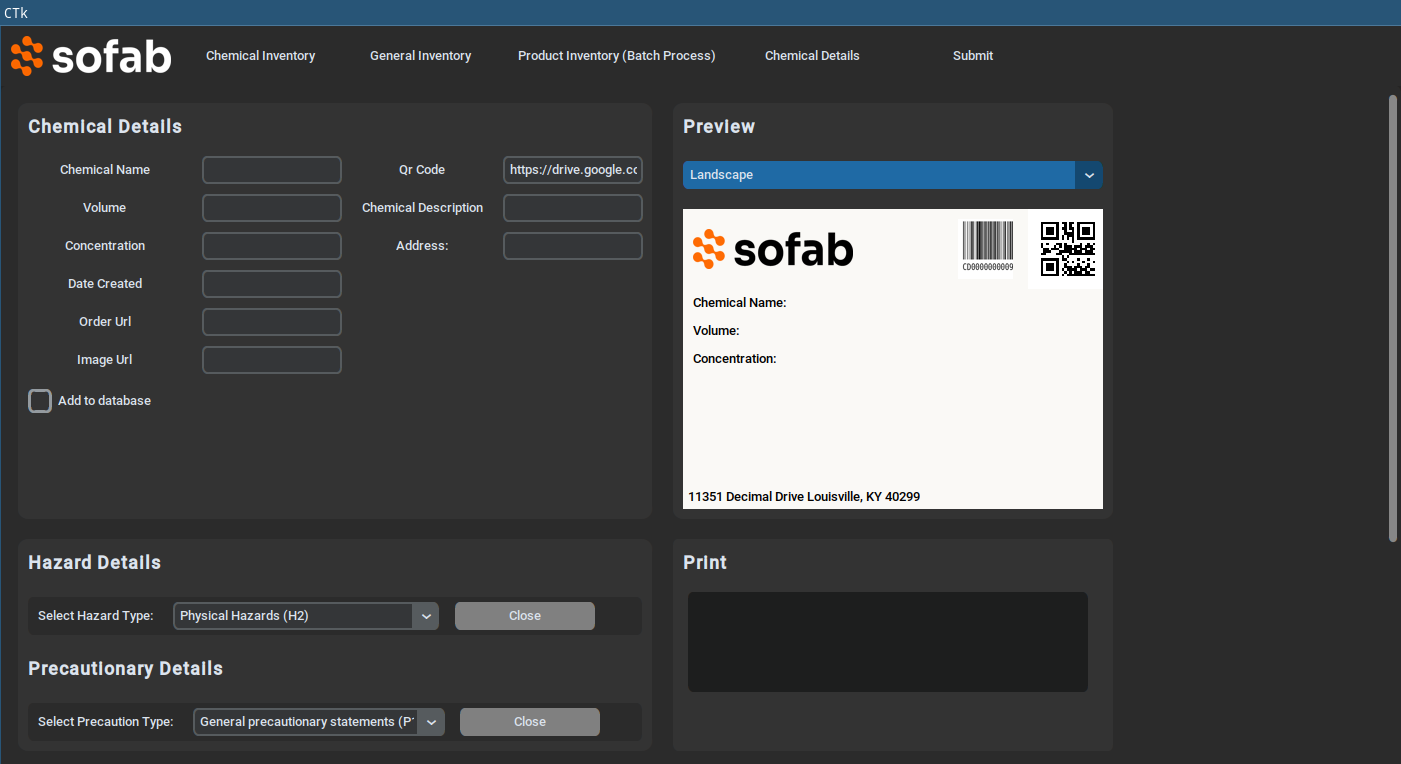 CTk
sofab
Chemical Inventory
General Inventory
Product Inventory (Batch Process)
Chemical Details
Submit
Chemical Details
Chemical Name
Qr Code
https://drive.google.co
Volume
Chemical Description
Concentration
Address:
Date Created
Order Url
Image Url
Add to database
Preview
Landscape
sofab
CD0000000009
Chemical Name:
Volume:
Concentration:
11351 Decimal Drive Louisville, KY 40299
Hazard Details
Select Hazard Type:
Physical Hazards (H2)
Close
Precautionary Details
Select Precaution Type:
General precautionary statements (P1
Close
Print